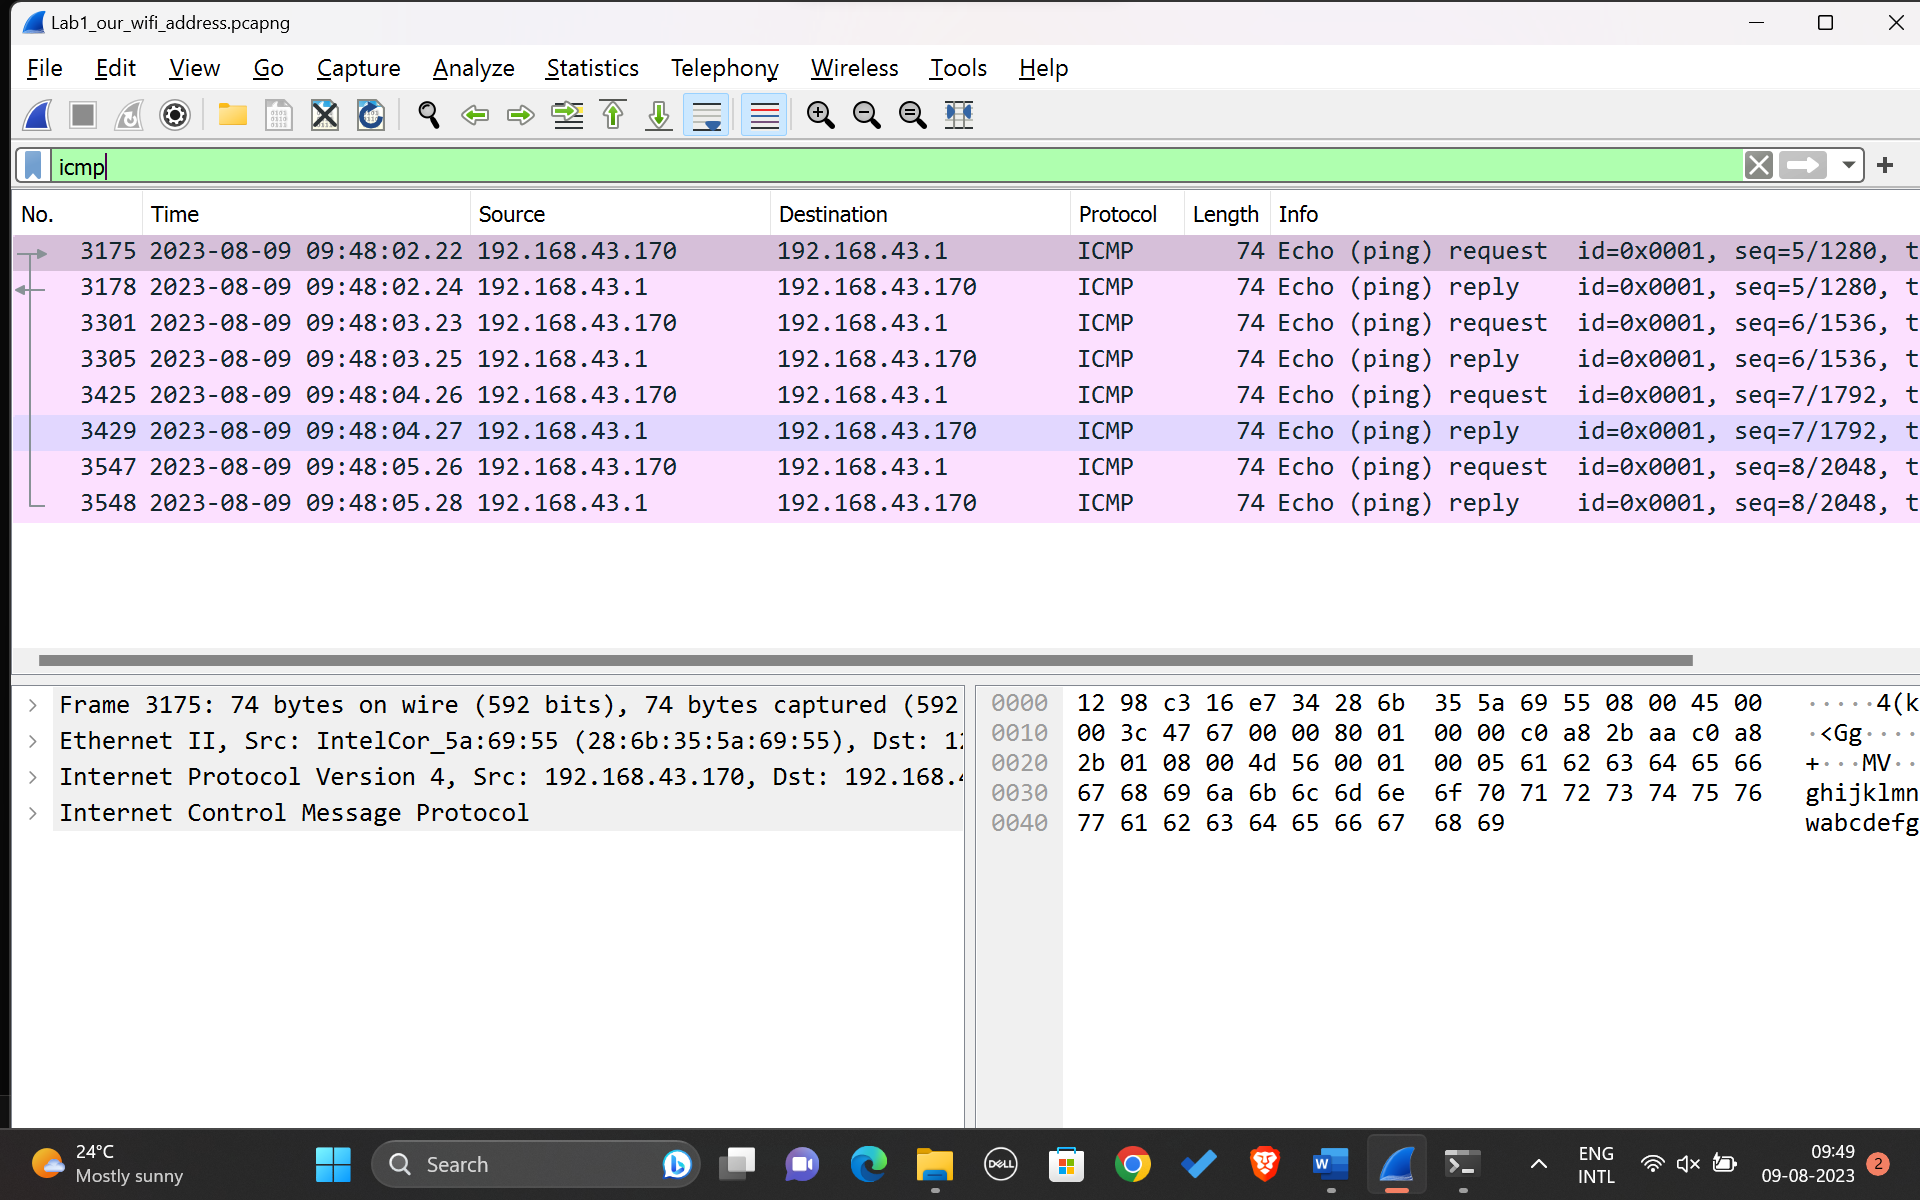 Lab1_our_wifi_address.pcapng
File Edit View Go Capture Analyze Statistics Telephony Wireless Tools Help
icmp
No. Time Source Destination Protocol Length Info
3175 2023-08-09 09:48:02.22 192.168.43.170 192.168.43.1 ICMP 74 Echo (ping) request id=0x0001, seq=5/1280, t
3178 2023-08-09 09:48:02.24 192.168.43.1 192.168.43.170 ICMP 74 Echo (ping) reply id=0x0001, seq=5/1280, t
3301 2023-08-09 09:48:03.23 192.168.43.170 192.168.43.1 ICMP 74 Echo (ping) request id=0x0001, seq=6/1536, t
3305 2023-08-09 09:48:03.25 192.168.43.1 192.168.43.170 ICMP 74 Echo (ping) reply id=0x0001, seq=6/1536, t
3425 2023-08-09 09:48:04.26 192.168.43.170 192.168.43.1 ICMP 74 Echo (ping) request id=0x0001, seq=7/1792, t
3429 2023-08-09 09:48:04.27 192.168.43.1 192.168.43.170 ICMP 74 Echo (ping) reply id=0x0001, seq=7/1792, t
3547 2023-08-09 09:48:05.26 192.168.43.170 192.168.43.1 ICMP 74 Echo (ping) request id=0x0001, seq=8/2048, t
3548 2023-08-09 09:48:05.28 192.168.43.1 192.168.43.170 ICMP 74 Echo (ping) reply id=0x0001, seq=8/2048, t
Frame 3175: 74 bytes on wire (592 bits), 74 bytes captured (592
Ethernet II, Src: IntelCor_5a:69:55 (28:6b:35:5a:69:55), Dst: 12
Internet Protocol Version 4, Src: 192.168.43.170, Dst: 192.168.4
Internet Control Message Protocol
0000 12 98 c3 16 e7 34 28 6b 35 5a 69 55 08 00 45 00 ·····4(k
0010 00 3c 47 67 00 00 80 01 00 00 c0 a8 2b aa c0 a8 ·<Gg····
0020 2b 01 08 00 4d 56 00 01 00 05 61 62 63 64 65 66 +···MV··
0030 67 68 69 6a 6b 6c 6d 6e 6f 70 71 72 73 74 75 76 ghijklmn
0040 77 61 62 63 64 65 66 67 68 69 wabcdefg
24°C
Mostly sunny
Search
DELL
ENG
INTL
09:49
09-08-2023
2